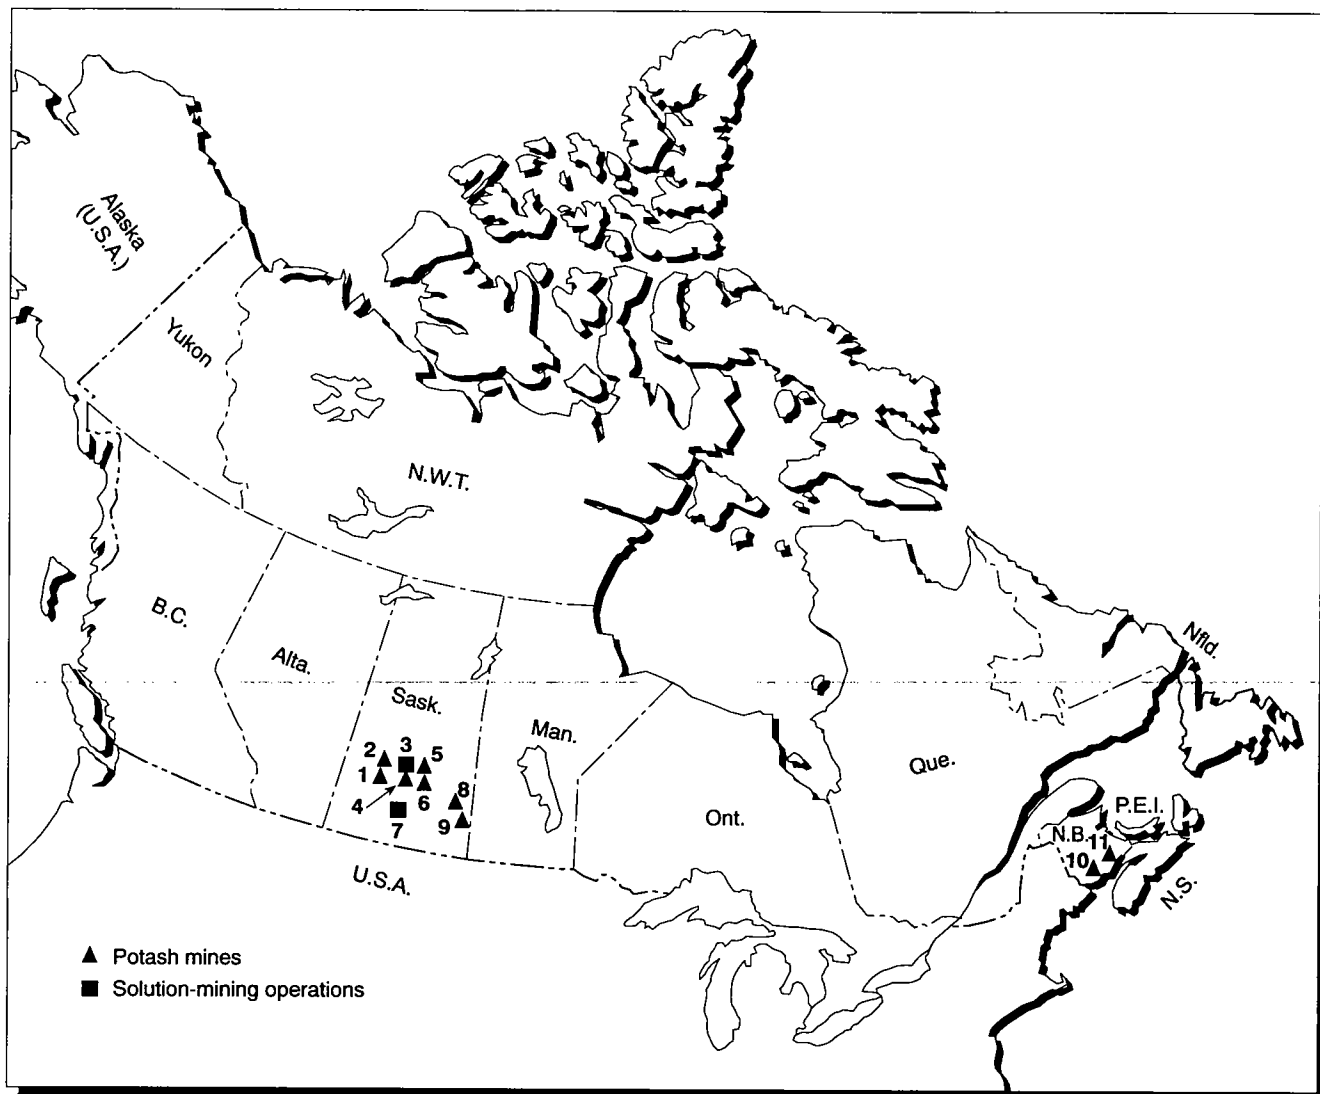 Alaska
(U.S.A.)
Yukon
N.W.T.
B.C.
Alta.
Sask.
Man.
Ont.
Que.
Nfld.
P.E.I.
N.B.
N.S.
U.S.A.
2
3
5
1
4
6
7
8
9
11
10
Potash mines
Solution-mining operations